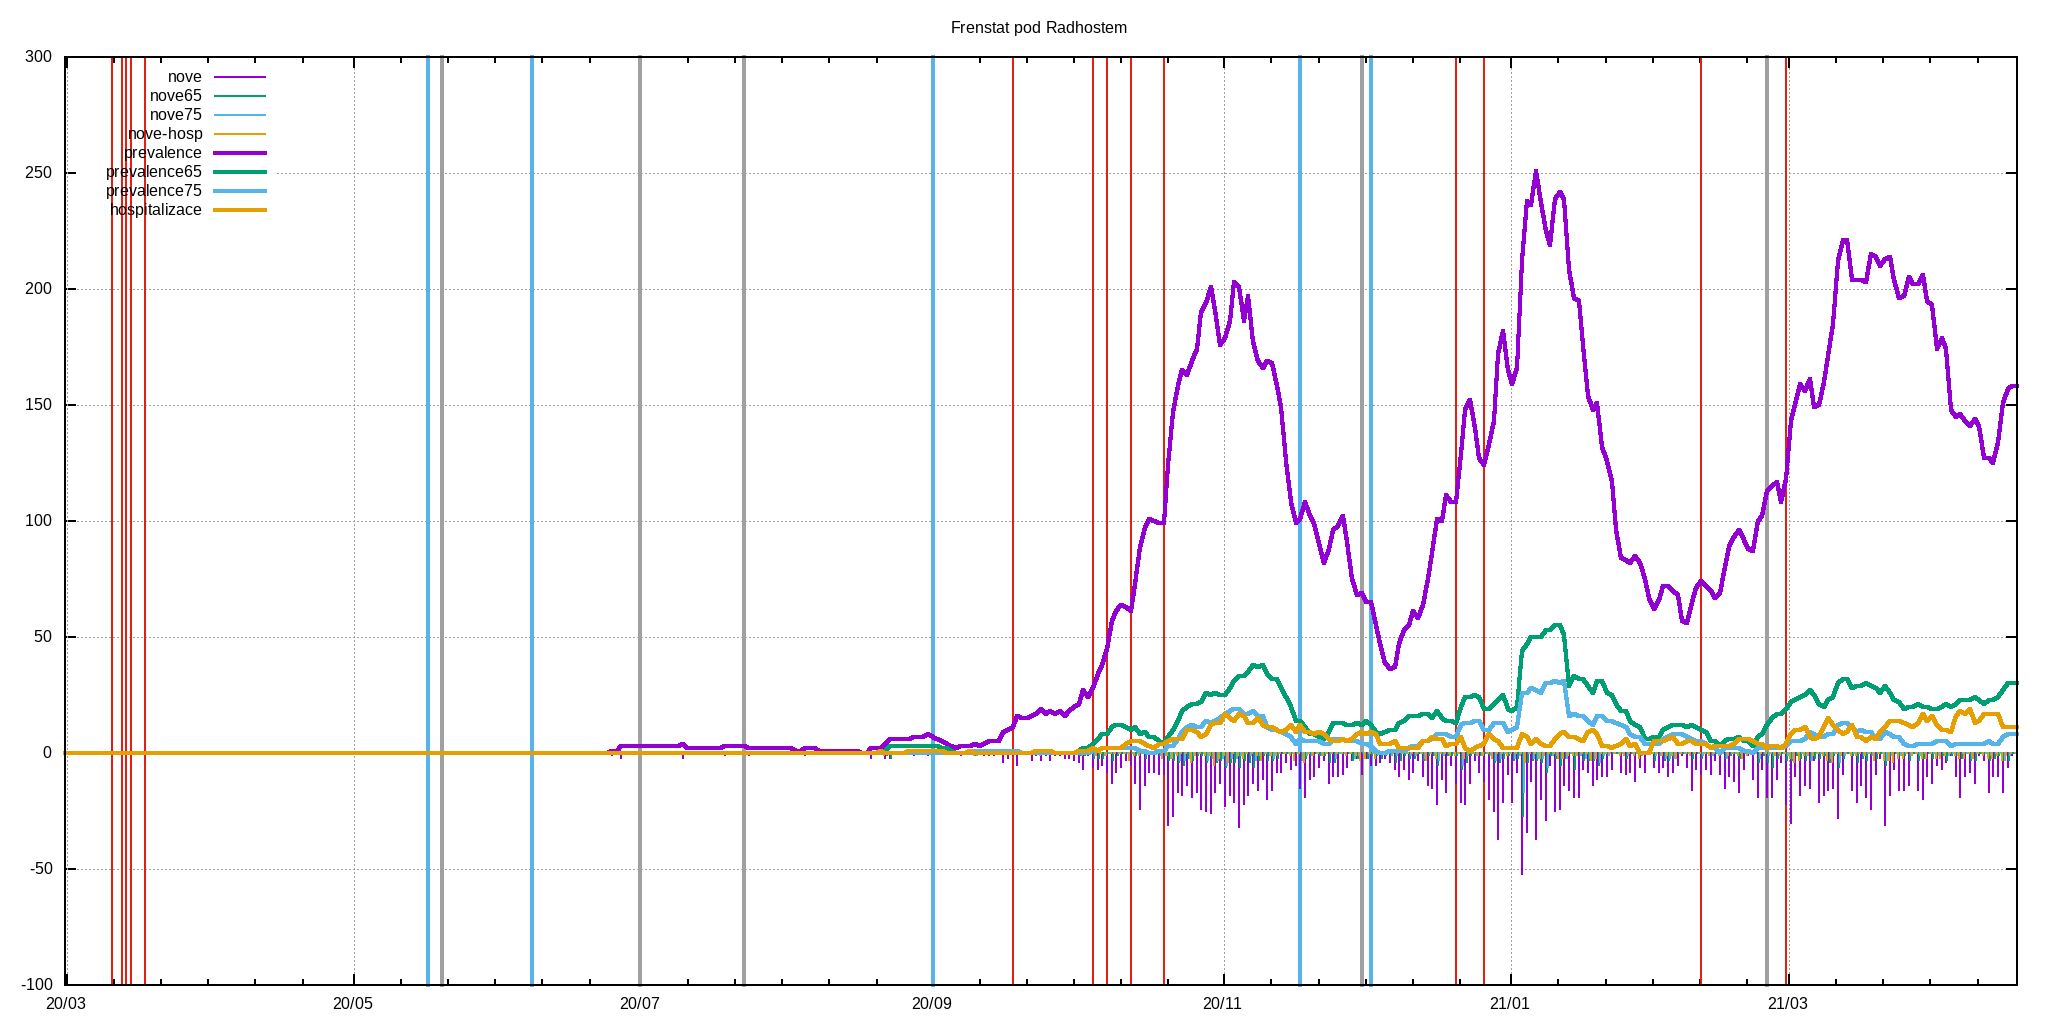 Frenstat pod Radhostem
300
250
200
150
100
50
0
-50
-100
nove
nove65
nove75
nove-hosp
prevalence
prevalence65
prevalence75
hospitalizace
20/03 20/05 20/07 20/09 20/11 21/01 21/03